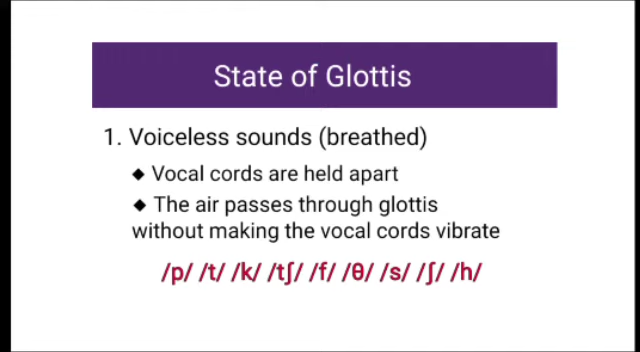 State of Glottis
1. Voiceless sounds (breathed)
◆ Vocal cords are held apart
◆ The air passes through glottis
without making the vocal cords vibrate
/p/ /t/ /k/ /tʃ/ /f/ /θ/ /s/ /ʃ/ /h/